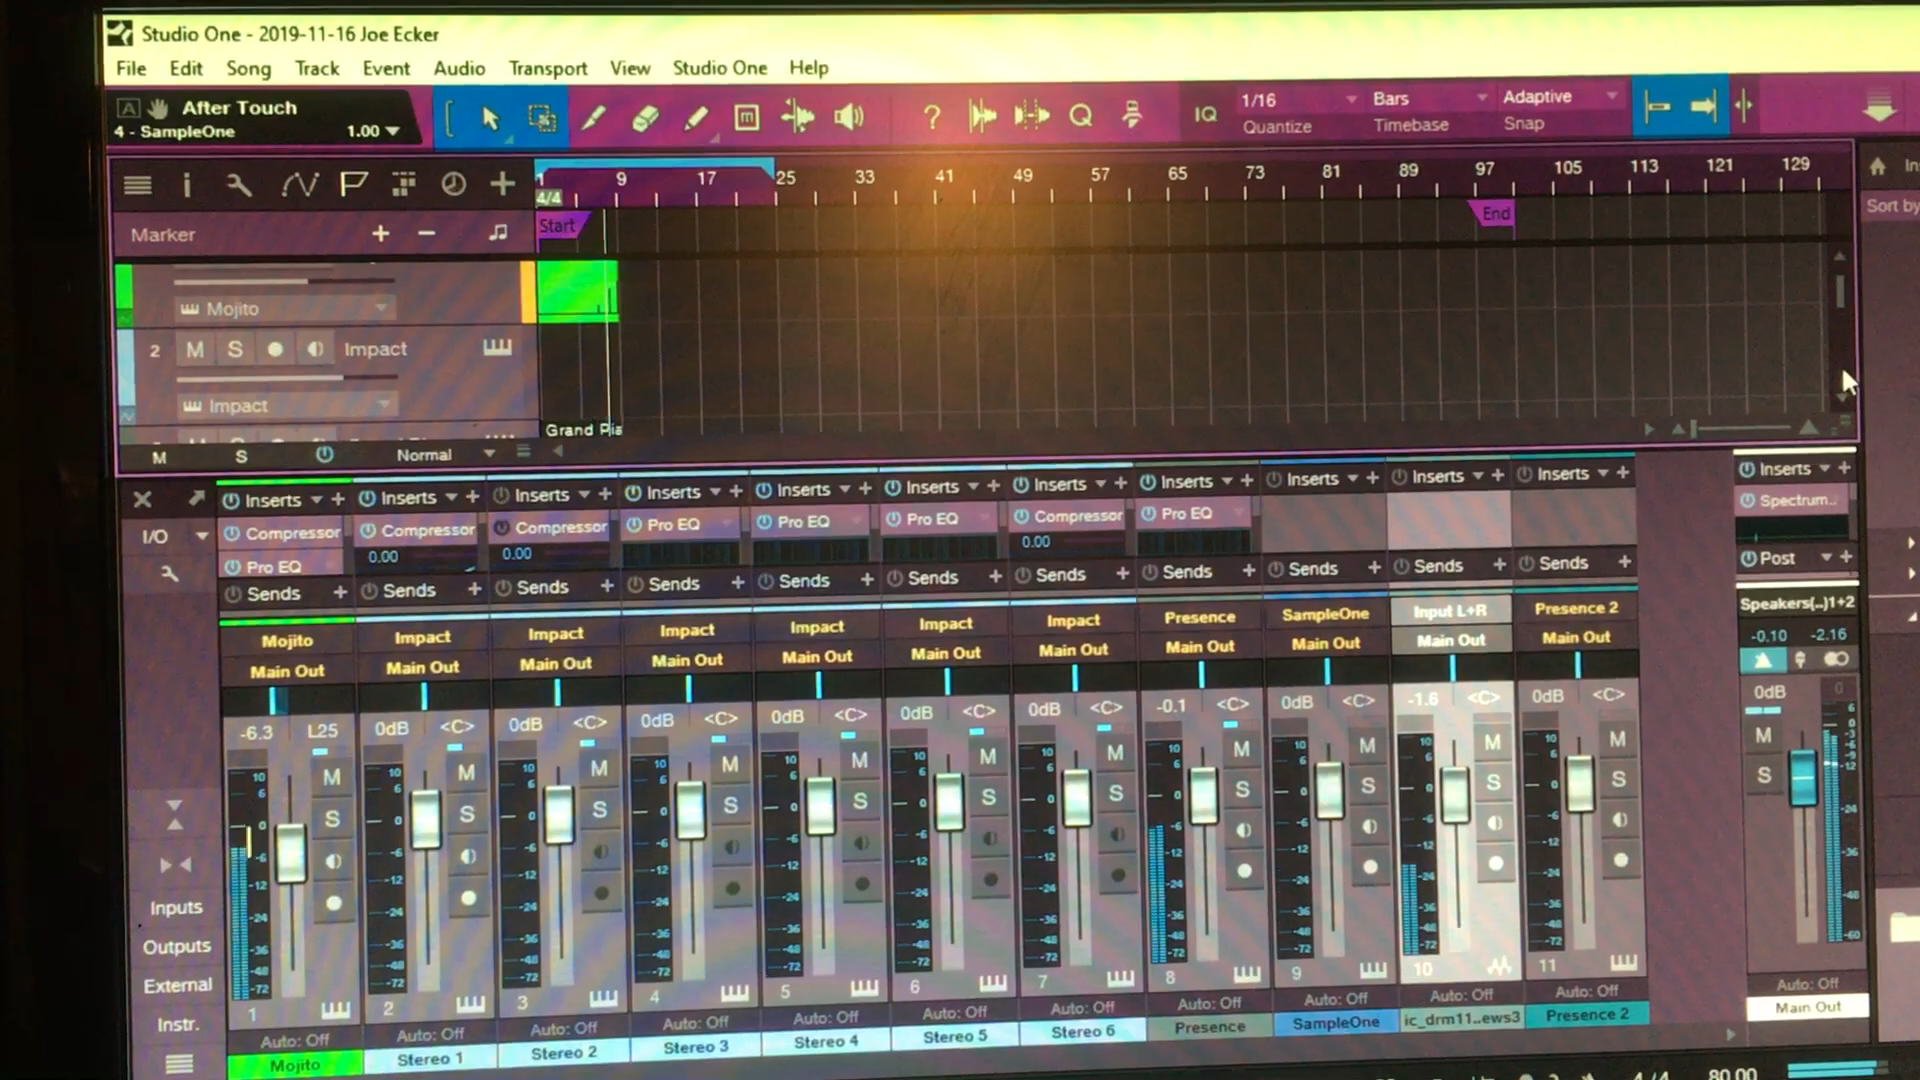 Studio One - 2019-11-16 Joe Ecker
File Edit Song Track Event Audio Transport View Studio One Help
A After Touch
4 - SampleOne 1.00
IQ 1/16 Quantize Bars Timebase Adaptive Snap
1 9 17 25 33 41 49 57 65 73 81 89 97 105 113 121 129
4/4
Sort by
Marker + − Start End
Mojito
2 M S Impact
Impact
Grand Pia
M S Normal
Inserts + Inserts + Inserts + Inserts + Inserts + Inserts + Inserts + Inserts + Inserts + Inserts + Inserts + Inserts +
I/O Compressor Compressor Compressor Pro EQ Pro EQ Pro EQ Compressor Pro EQ Spectrum..
Pro EQ 0.00 0.00 0.00 Post +
Sends + Sends + Sends + Sends + Sends + Sends + Sends + Sends + Sends + Sends + Sends +
Mojito Impact Impact Impact Impact Impact Impact Presence SampleOne Input L+R Presence 2 Speakers(..)1+2
Main Out Main Out Main Out Main Out Main Out Main Out Main Out Main Out Main Out Main Out Main Out -0.10 -2.16
-6.3 L25 0dB <C> 0dB <C> 0dB <C> 0dB <C> 0dB <C> 0dB <C> -0.1 <C> 0dB <C> -1.6 <C> 0dB <C> 0dB
M M M M M M M M M M M M
S S S S S S S S S S S S
10 6 0 -6 -12 -24 -36 -48 -72
Inputs
Outputs
External
Instr.
1 2 3 4 5 6 7 8 9 10 11
Auto: Off Auto: Off Auto: Off Auto: Off Auto: Off Auto: Off Auto: Off Auto: Off Auto: Off Auto: Off Auto: Off Auto: Off
Mojito Stereo 1 Stereo 2 Stereo 3 Stereo 4 Stereo 5 Stereo 6 Presence SampleOne ic_drm11..ews3 Presence 2 Main Out
4/4 80.00